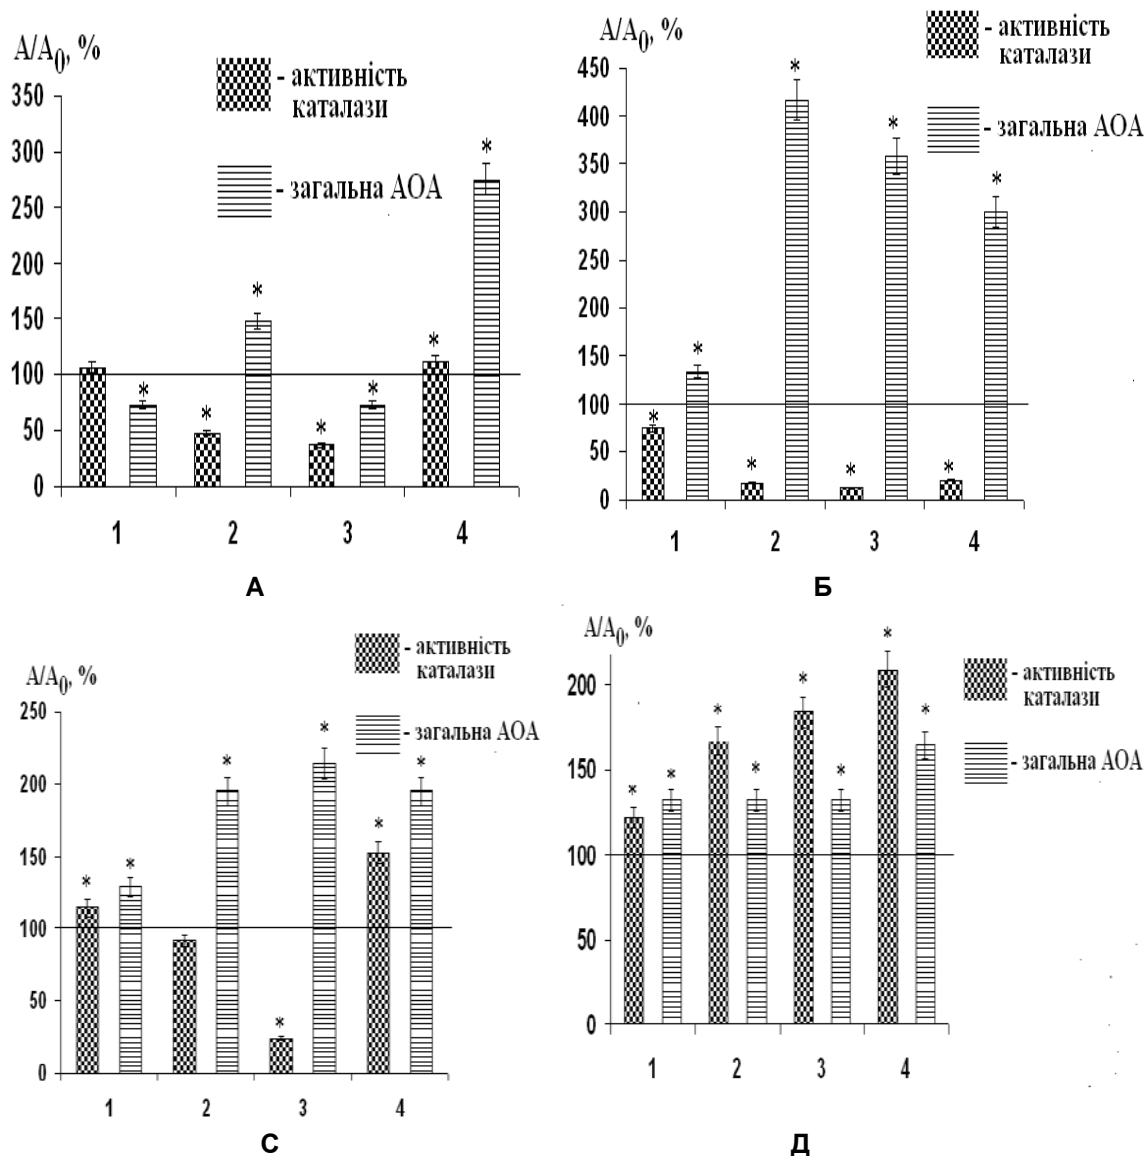 A/A0, %
- активність
каталази
- загальна АОА
350
300
250
200
150
100
50
0
* * * * * * *
1 2 3 4
А
A/A0, %
- активність
каталази
- загальна АОА
450
400
350
300
250
200
150
100
50
0
* * * * * * * *
1 2 3 4
Б
A/A0, %
- активність
каталази
- загальна АОА
250
200
150
100
50
0
* * * * * * *
1 2 3 4
С
A/A0, %
- активність
каталази
- загальна АОА
200
150
100
50
0
* * * * * * * *
1 2 3 4
Д